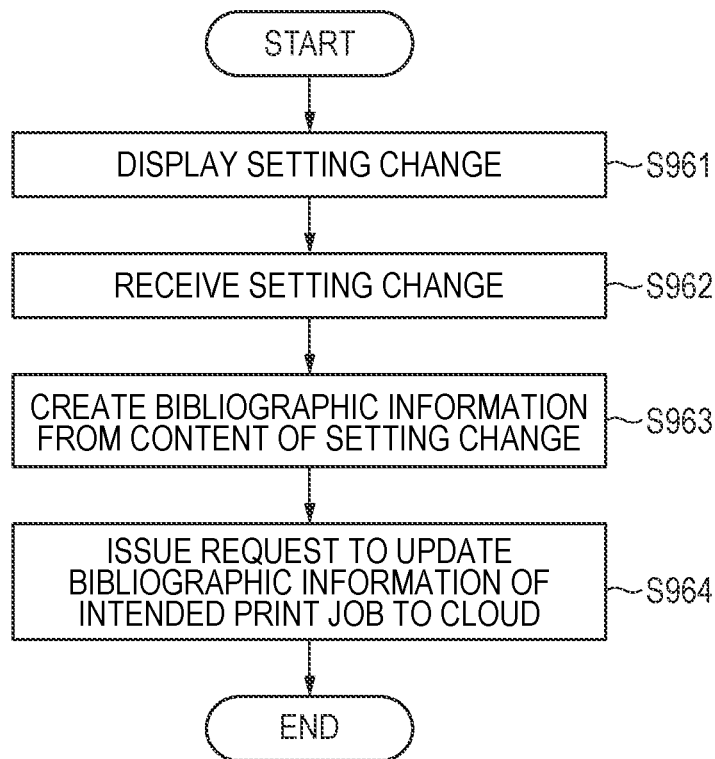 START
DISPLAY SETTING CHANGE
S961
RECEIVE SETTING CHANGE
S962
CREATE BIBLIOGRAPHIC INFORMATION
FROM CONTENT OF SETTING CHANGE
S963
ISSUE REQUEST TO UPDATE
BIBLIOGRAPHIC INFORMATION OF
INTENDED PRINT JOB TO CLOUD
S964
END